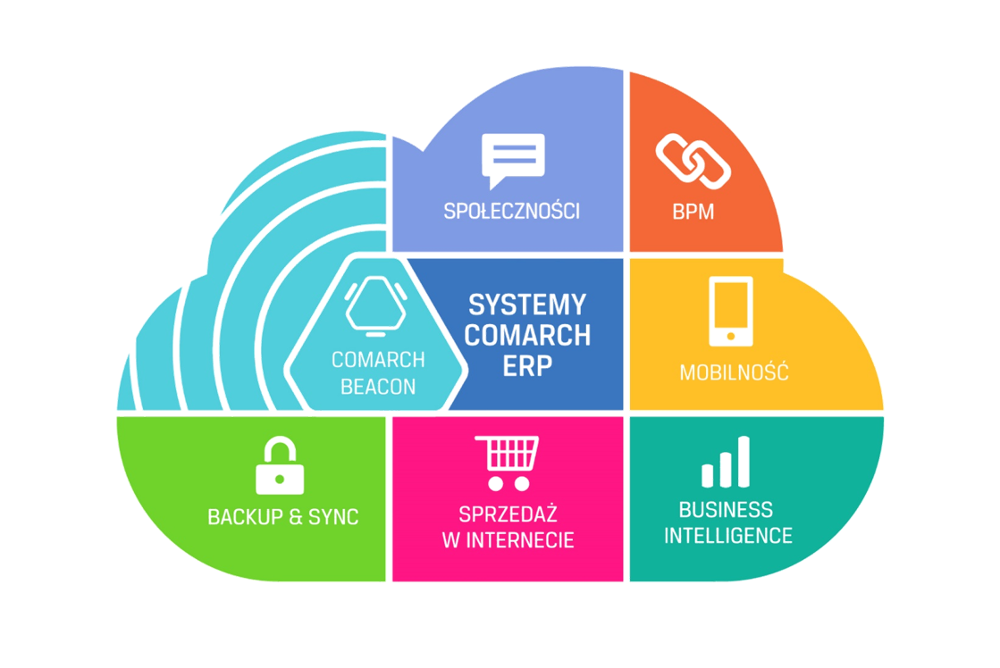 SPOŁECZNOŚCI
BPM
COMARCH
BEACON
SYSTEMY
COMARCH
ERP
MOBILNOŚĆ
BACKUP & SYNC
SPRZEDAŻ
W INTERNECIE
BUSINESS
INTELLIGENCE